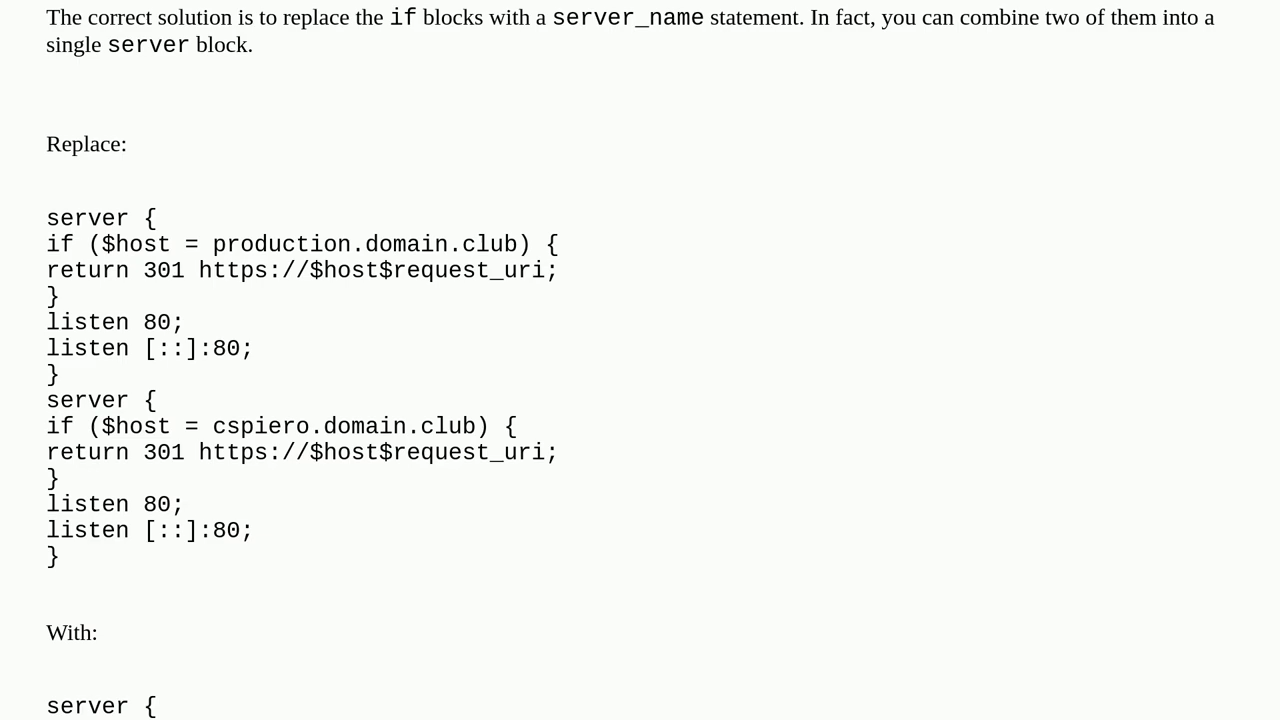 The correct solution is to replace the if blocks with a server_name statement. In fact, you can combine two of them into a
single server block.
Replace:
server {
if ($host = production.domain.club) {
return 301 https://$host$request_uri;
}
listen 80;
listen [::]:80;
}
server {
if ($host = cspiero.domain.club) {
return 301 https://$host$request_uri;
}
listen 80;
listen [::]:80;
}
With:
server {